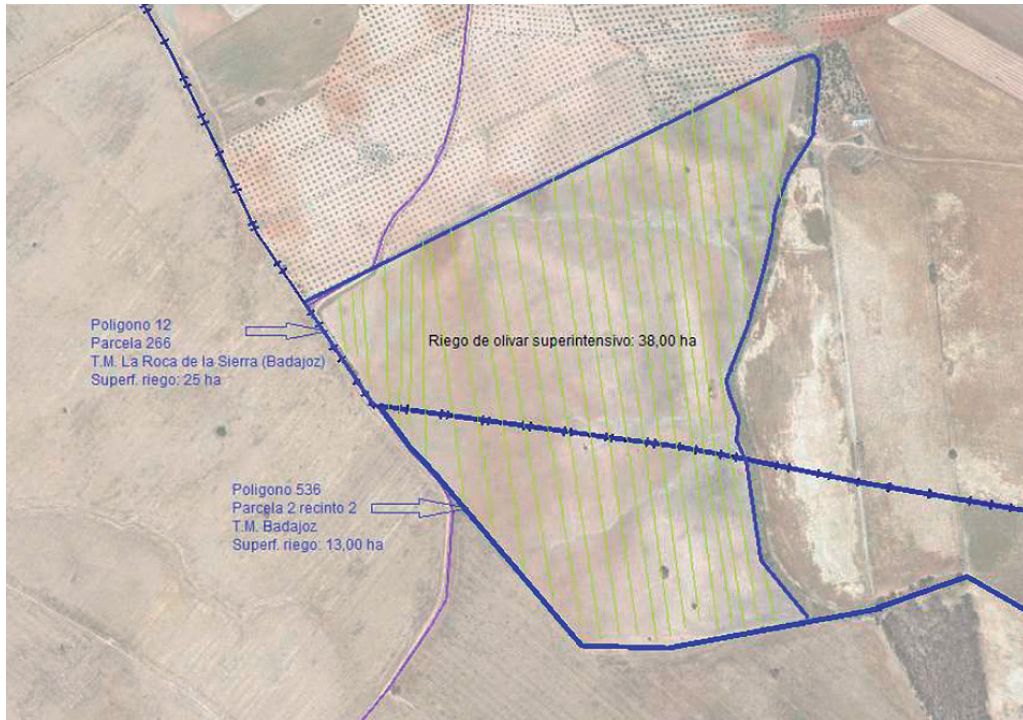 Riego de olivar superintensivo: 38,00 ha
Poligono 12
Parcela 266
T.M. La Roca de la Sierra (Badajoz)
Superf. riego: 25 ha
Poligono 536
Parcela 2 recinto 2
T.M. Badajoz
Superf. riego: 13,00 ha